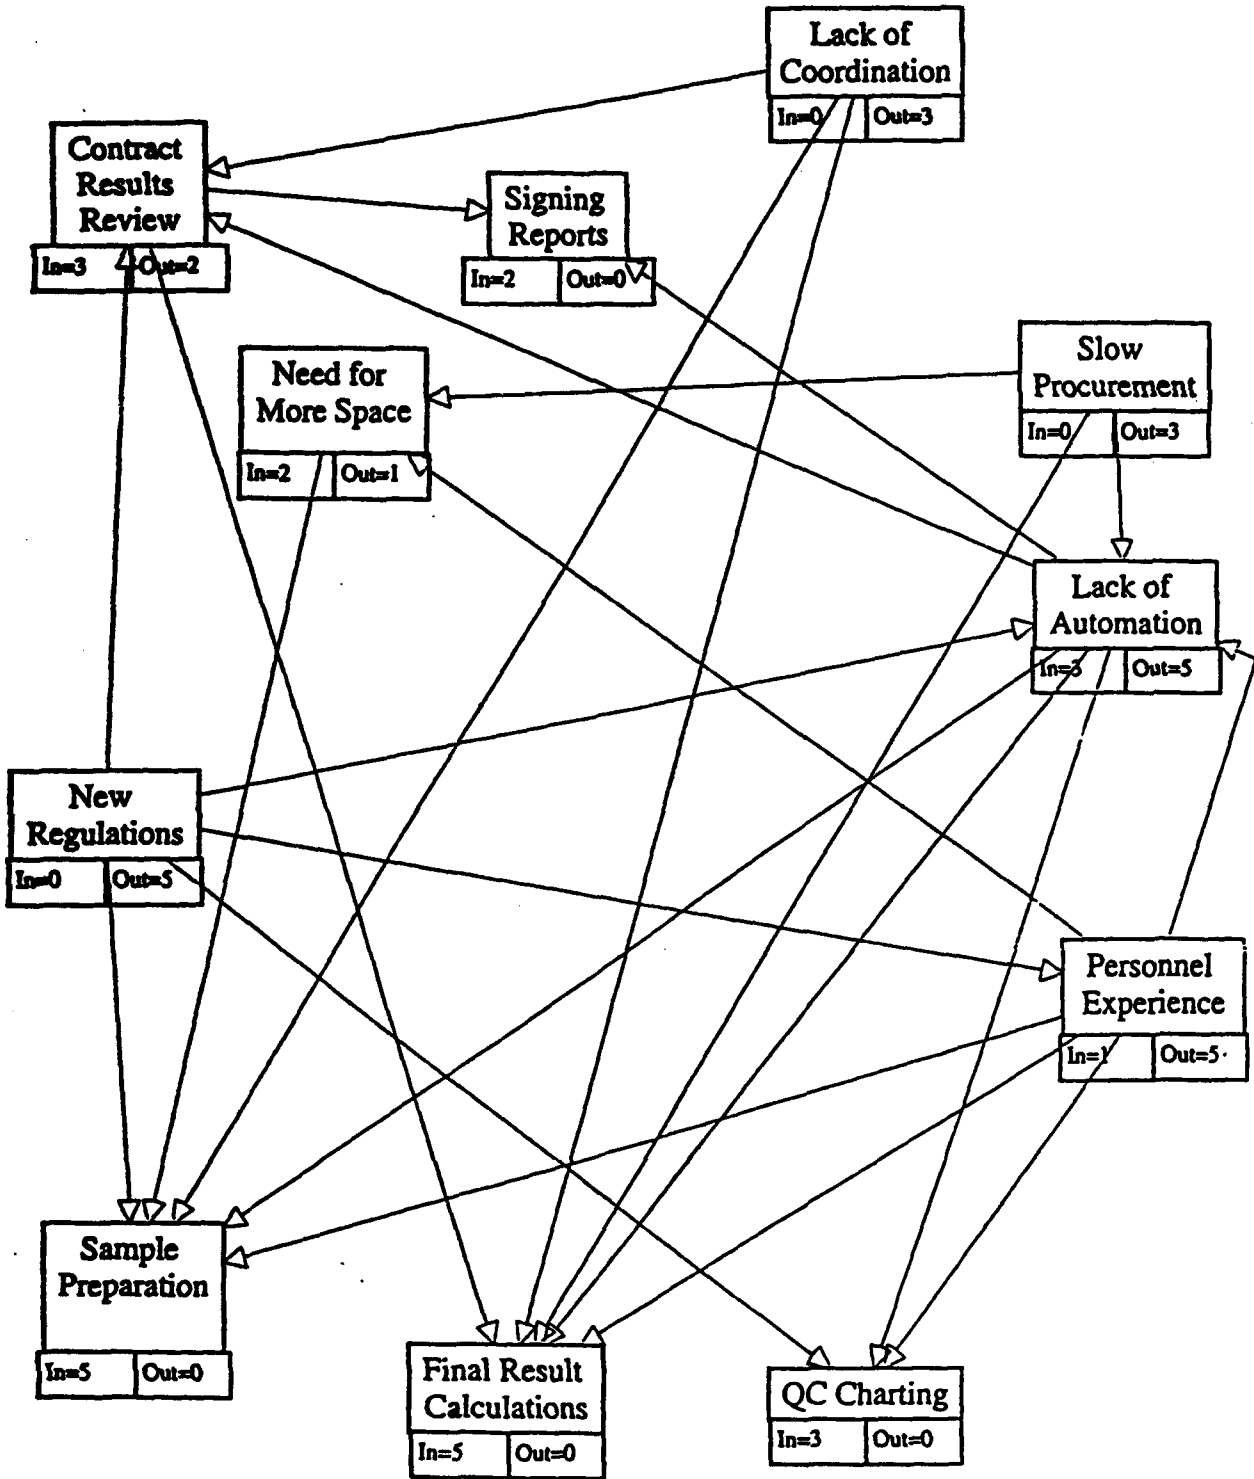 Lack of
Coordination
In=0 Out=3
Contract
Results
Review
In=3 Out=2
Signing
Reports
In=2 Out=0
Slow
Procurement
In=0 Out=3
Need for
More Space
In=2 Out=1
Lack of
Automation
In=3 Out=5
New
Regulations
In=0 Out=5
Personnel
Experience
In=1 Out=5
Sample
Preparation
In=5 Out=0
Final Result
Calculations
In=5 Out=0
QC Charting
In=3 Out=0